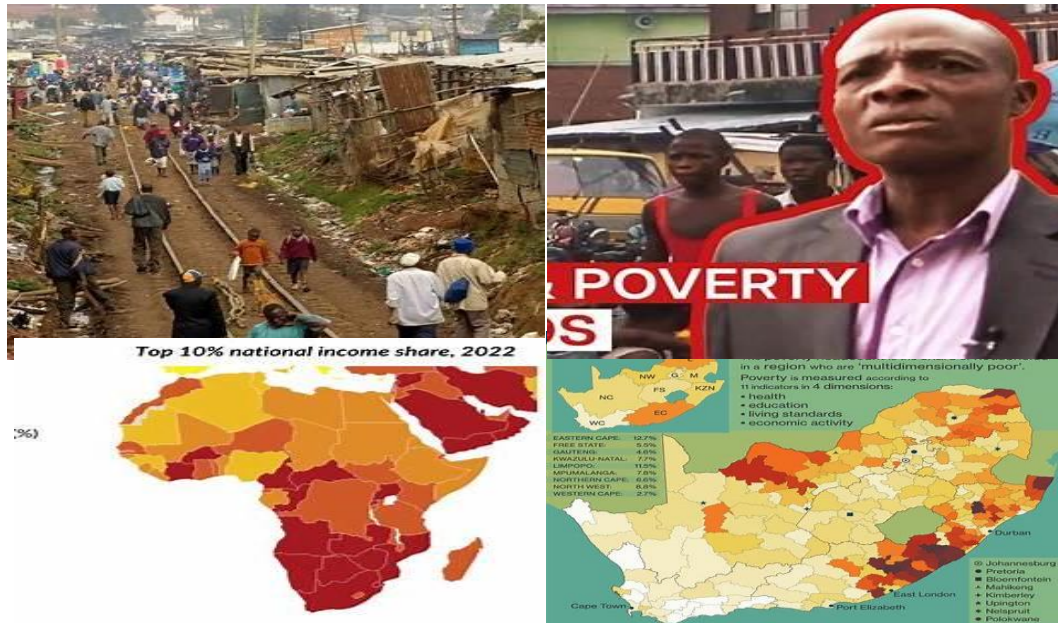 & POVERTY
DS
Top 10% national income share, 2022
(%)
in a region who are 'multidimensionally poor'.
Poverty is measured according to
11 indicators in 4 dimensions:
• health
• education
• living standards
• economic activity
NW
G
M
NC
FS
KZN
WC
EC
EASTERN CAPE: 12.7%
FREE STATE: 5.5%
GAUTENG: 4.6%
KWAZULU-NATAL: 7.7%
LIMPOPO: 11.5%
MPUMALANGA: 7.8%
NORTHERN CAPE: 6.6%
NORTH WEST: 8.8%
WESTERN CAPE: 2.7%
Durban
East London
Port Elizabeth
Cape Town
Johannesburg
Pretoria
Bloemfontein
Mahikeng
Kimberley
Upington
Nelspruit
Polokwane